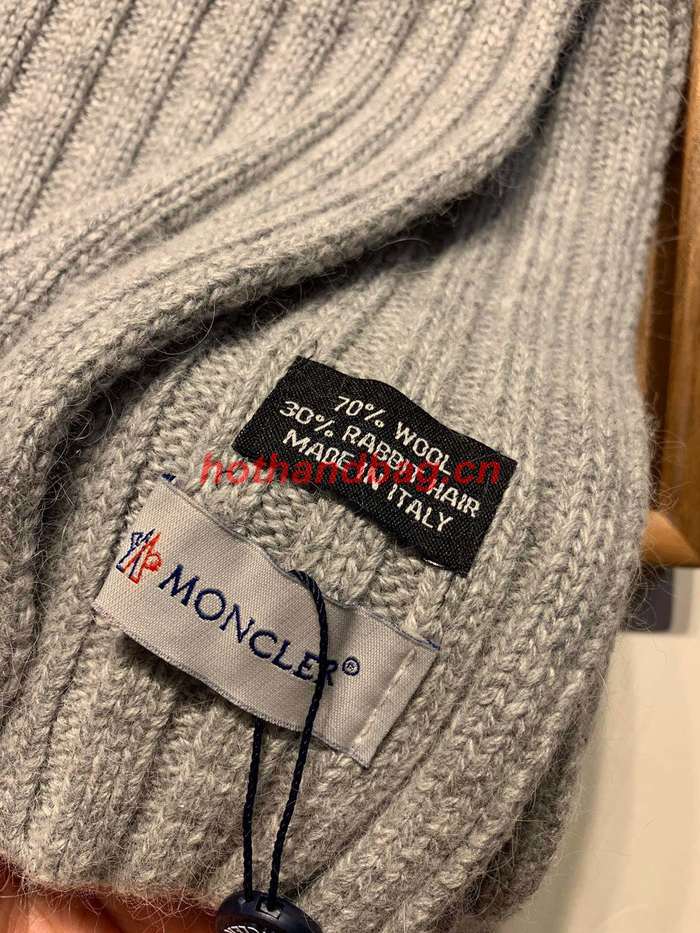 70% WOOL
30% RABBIT HAIR
MADE IN ITALY
hothandbag.cn
MONCLER®